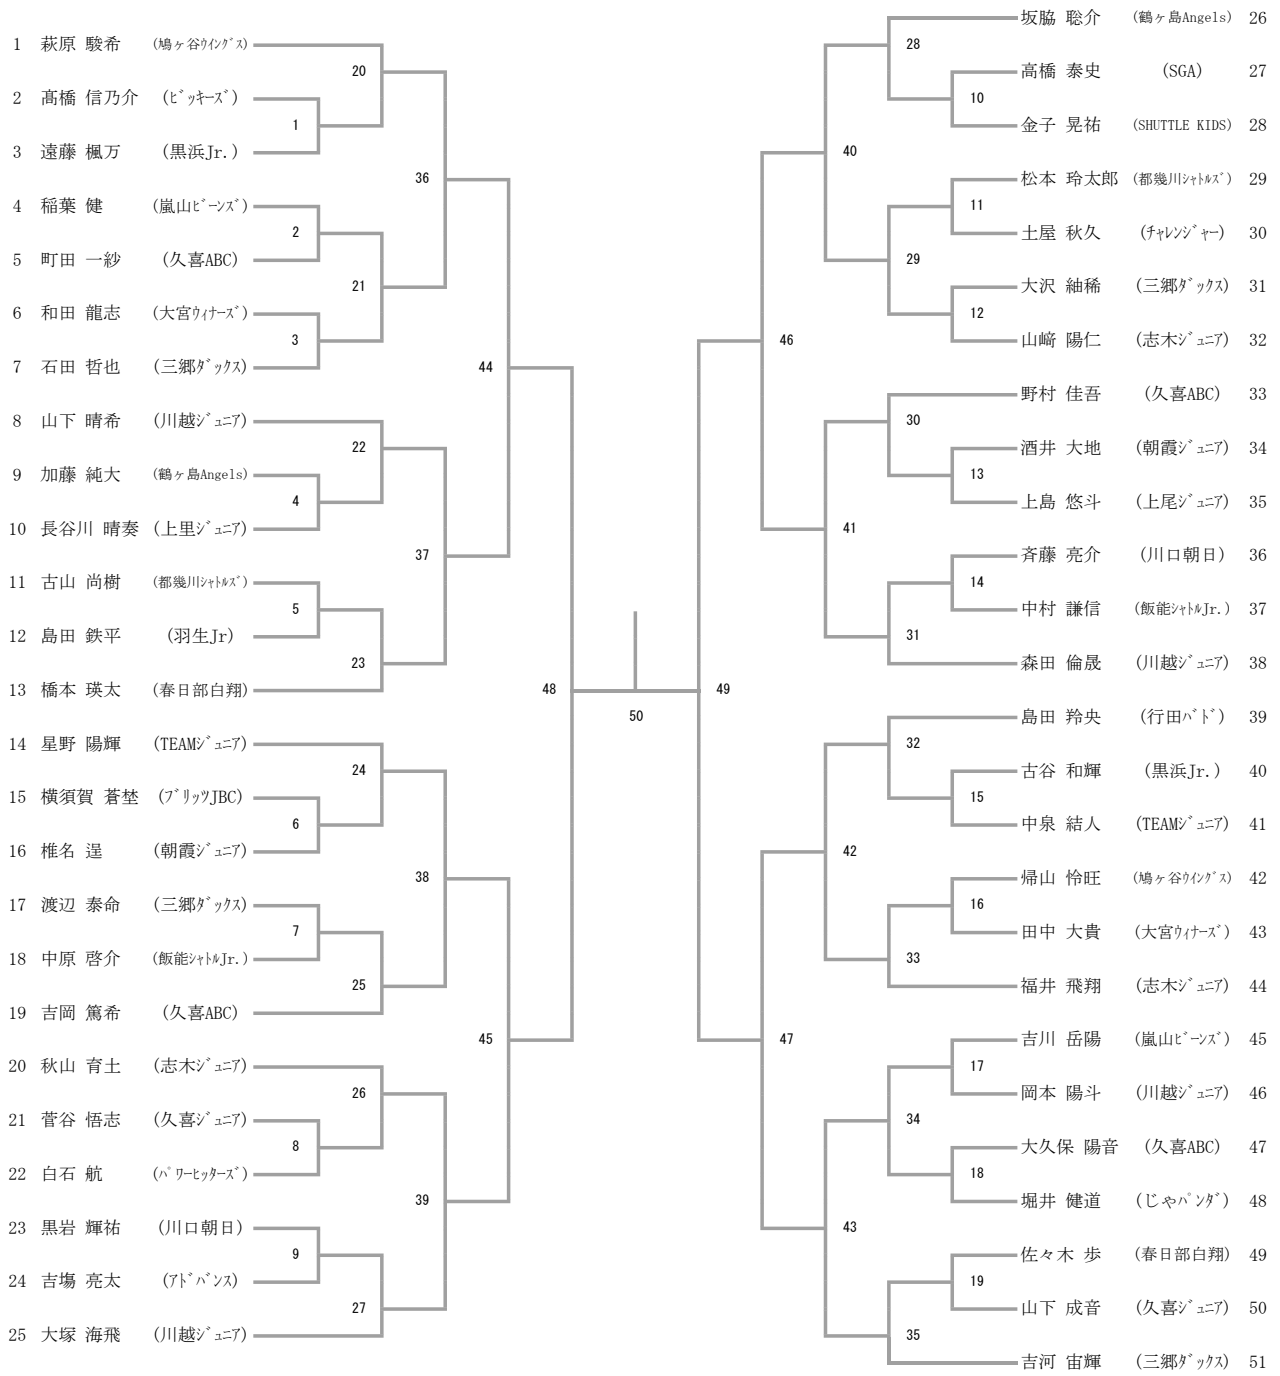 1 萩原 駿希 (鳩ヶ谷ｳｲﾝｸﾞｽ)
2 髙橋 信乃介 (ﾋﾞｯｷｰｽﾞ)
3 遠藤 楓万 (黒浜Jr.)
4 稲葉 健 (嵐山ﾋﾞｰﾝｽﾞ)
5 町田 一紗 (久喜ABC)
6 和田 龍志 (大宮ｳｨﾅｰｽﾞ)
7 石田 哲也 (三郷ﾀﾞｯｸｽ)
8 山下 晴希 (川越ｼﾞｭﾆｱ)
9 加藤 純大 (鶴ヶ島Angels)
10 長谷川 晴奏 (上里ｼﾞｭﾆｱ)
11 古山 尚樹 (都幾川ｼｬﾄﾙｽﾞ)
12 島田 鉄平 (羽生Jr)
13 橋本 瑛太 (春日部白翔)
14 星野 陽輝 (TEAMｼﾞｭﾆｱ)
15 横須賀 蒼埜 (ﾌﾞﾘｯﾂJBC)
16 椎名 逞 (朝霞ｼﾞｭﾆｱ)
17 渡辺 泰命 (三郷ﾀﾞｯｸｽ)
18 中原 啓介 (飯能ｼｬﾄﾙJr.)
19 吉岡 篤希 (久喜ABC)
20 秋山 育土 (志木ｼﾞｭﾆｱ)
21 菅谷 悟志 (久喜ｼﾞｭﾆｱ)
22 白石 航 (ﾊﾟﾜｰﾋｯﾀｰｽﾞ)
23 黒岩 輝祐 (川口朝日)
24 吉塲 亮太 (ｱﾄﾞﾊﾞﾝｽ)
25 大塚 海飛 (川越ｼﾞｭﾆｱ)
20
1
2
21
3
22
4
5
23
24
6
7
25
26
8
9
27
36
37
38
39
44
45
48
50
49
46
47
40
41
42
43
28
10
11
29
12
30
13
14
31
32
15
16
33
17
34
18
19
35
坂脇 聡介 (鶴ヶ島Angels) 26
高橋 泰史 (SGA) 27
金子 晃祐 (SHUTTLE KIDS) 28
松本 玲太郎 (都幾川ｼｬﾄﾙｽﾞ) 29
土屋 秋久 (ﾁｬﾚﾝｼﾞｬｰ) 30
大沢 紬稀 (三郷ﾀﾞｯｸｽ) 31
山﨑 陽仁 (志木ｼﾞｭﾆｱ) 32
野村 佳吾 (久喜ABC) 33
酒井 大地 (朝霞ｼﾞｭﾆｱ) 34
上島 悠斗 (上尾ｼﾞｭﾆｱ) 35
斉藤 亮介 (川口朝日) 36
中村 謙信 (飯能ｼｬﾄﾙJr.) 37
森田 倫晟 (川越ｼﾞｭﾆｱ) 38
島田 羚央 (行田ﾊﾞﾄﾞ) 39
古谷 和輝 (黒浜Jr.) 40
中泉 結人 (TEAMｼﾞｭﾆｱ) 41
帰山 怜旺 (鳩ヶ谷ｳｲﾝｸﾞｽ) 42
田中 大貴 (大宮ｳｨﾅｰｽﾞ) 43
福井 飛翔 (志木ｼﾞｭﾆｱ) 44
吉川 岳陽 (嵐山ﾋﾞｰﾝｽﾞ) 45
岡本 陽斗 (川越ｼﾞｭﾆｱ) 46
大久保 陽音 (久喜ABC) 47
堀井 健道 (じゃﾊﾟﾝﾀﾞ) 48
佐々木 歩 (春日部白翔) 49
山下 成音 (久喜ｼﾞｭﾆｱ) 50
吉河 宙輝 (三郷ﾀﾞｯｸｽ) 51